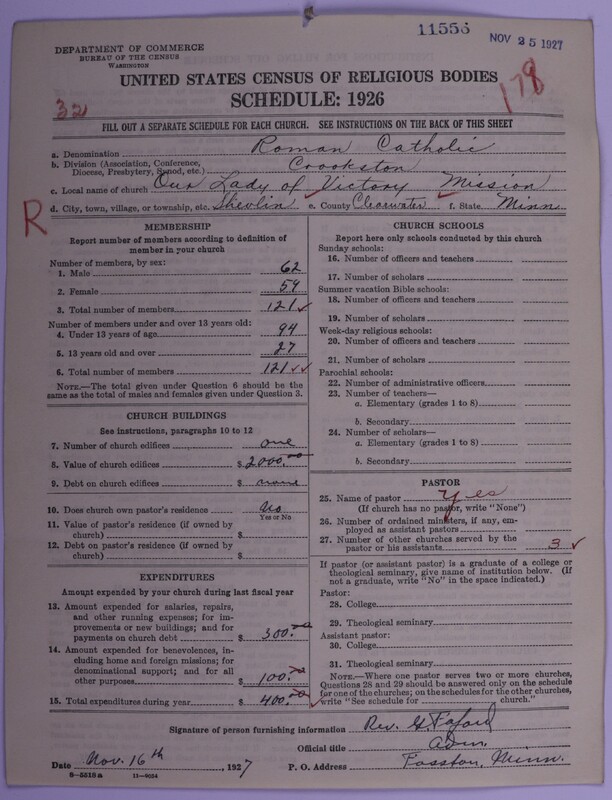 11556
NOV 25 1927
DEPARTMENT OF COMMERCE
BUREAU OF THE CENSUS
WASHINGTON
UNITED STATES CENSUS OF RELIGIOUS BODIES
SCHEDULE: 1926
32
178
FILL OUT A SEPARATE SCHEDULE FOR EACH CHURCH. SEE INSTRUCTIONS ON THE BACK OF THIS SHEET
a. Denomination Roman Catholic
b. Division (Association, Conference, Diocese, Presbytery, Synod, etc.) Crookston
c. Local name of church Our Lady of Victory Mission
d. City, town, village, or township, etc. Shevlin e. County Clearwater f. State Minn
R
MEMBERSHIP
Report number of members according to definition of
member in your church
Number of members, by sex:
1. Male 62
2. Female 59
3. Total number of members 121 ✓
Number of members under and over 13 years old:
4. Under 13 years of age 94
5. 13 years old and over 27
6. Total number of members 121 ✓✓
NOTE.—The total given under Question 6 should be
same as the total of males and females given under Question 3.
CHURCH BUILDINGS
See instructions, paragraphs 10 to 12
7. Number of church edifices one
8. Value of church edifices $ 2000.00
9. Debt on church edifices $ none
10. Does church own pastor's residence No
Yes or No
11. Value of pastor's residence (if owned by
church) $
12. Debt on pastor's residence (if owned by
church) $
EXPENDITURES
Amount expended by your church during last fiscal year
13. Amount expended for salaries, repairs,
and other running expenses; for im-
provements or new buildings; and for
payments on church debt $ 300.00
14. Amount expended for benevolences, in-
cluding home and foreign missions; for
denominational support; and for all
other purposes $ 100.00
15. Total expenditures during year $ 400.00 ✓
CHURCH SCHOOLS
Report here only schools conducted by this church
Sunday schools:
16. Number of officers and teachers
17. Number of scholars
Summer vacation Bible schools:
18. Number of officers and teachers
19. Number of scholars
Week-day religious schools:
20. Number of officers and teachers
21. Number of scholars
Parochial schools:
22. Number of administrative officers
23. Number of teachers—
a. Elementary (grades 1 to 8)
b. Secondary
24. Number of scholars—
a. Elementary (grades 1 to 8)
b. Secondary
PASTOR
25. Name of pastor yes
(If church has no pastor, write "None")
26. Number of ordained ministers, if any, em-
ployed as assistant pastors
27. Number of other churches served by the
pastor or his assistants 3 ✓
If pastor (or assistant pastor) is a graduate of a college or
theological seminary, give name of institution below. (If
not a graduate, write "No" in the space indicated.)
Pastor:
28. College
29. Theological seminary
Assistant pastor:
30. College
31. Theological seminary
NOTE.—Where one pastor serves two or more churches,
Questions 28 and 29 should be answered only on the schedule
for one of the churches; on the schedules for the other churches,
write "See schedule for church."
Signature of person furnishing information Rev. G. Fafard
Official title adm.
Date Nov. 16th, 1927 P. O. Address Fosston, Minn.
8—5518a 11—9954